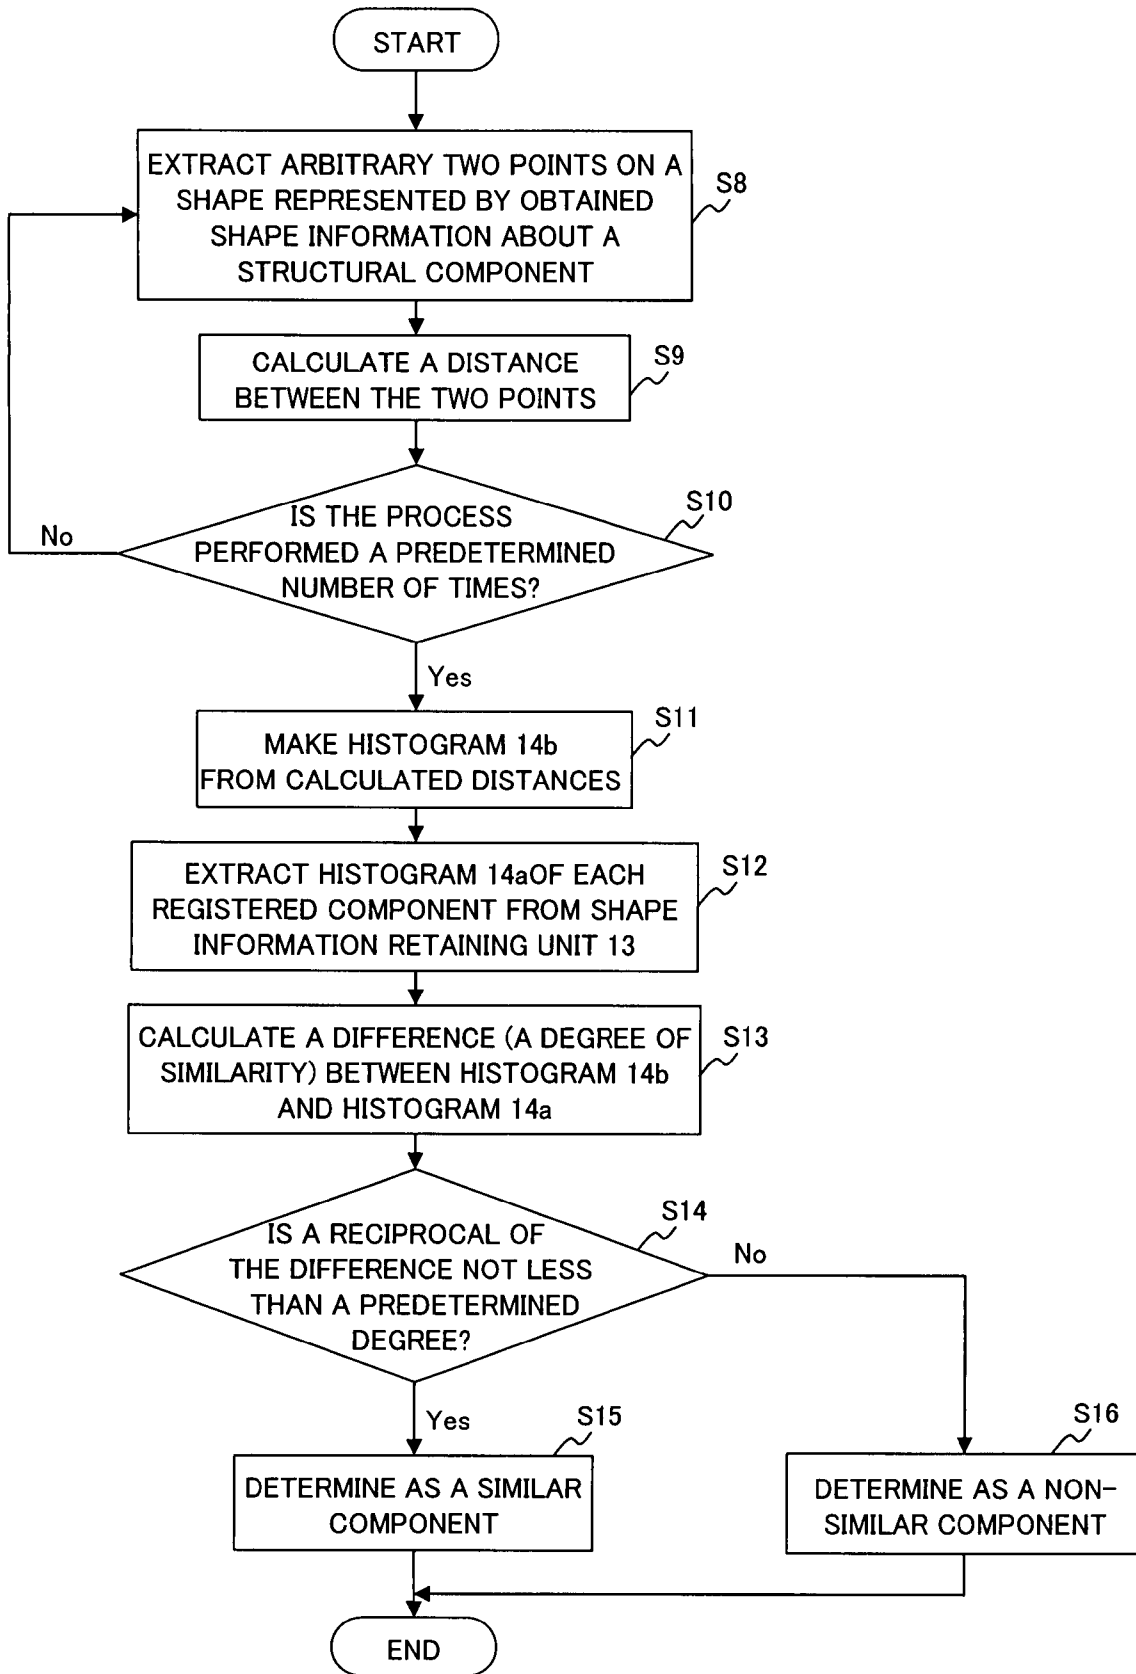 START
EXTRACT ARBITRARY TWO POINTS ON A
SHAPE REPRESENTED BY OBTAINED
SHAPE INFORMATION ABOUT A
STRUCTURAL COMPONENT
S8
CALCULATE A DISTANCE
BETWEEN THE TWO POINTS
S9
IS THE PROCESS
PERFORMED A PREDETERMINED
NUMBER OF TIMES?
S10
No
Yes
MAKE HISTOGRAM 14b
FROM CALCULATED DISTANCES
S11
EXTRACT HISTOGRAM 14aOF EACH
REGISTERED COMPONENT FROM SHAPE
INFORMATION RETAINING UNIT 13
S12
CALCULATE A DIFFERENCE (A DEGREE OF
SIMILARITY) BETWEEN HISTOGRAM 14b
AND HISTOGRAM 14a
S13
IS A RECIPROCAL OF
THE DIFFERENCE NOT LESS
THAN A PREDETERMINED
DEGREE?
S14
No
Yes
DETERMINE AS A SIMILAR
COMPONENT
S15
DETERMINE AS A NON-
SIMILAR COMPONENT
S16
END